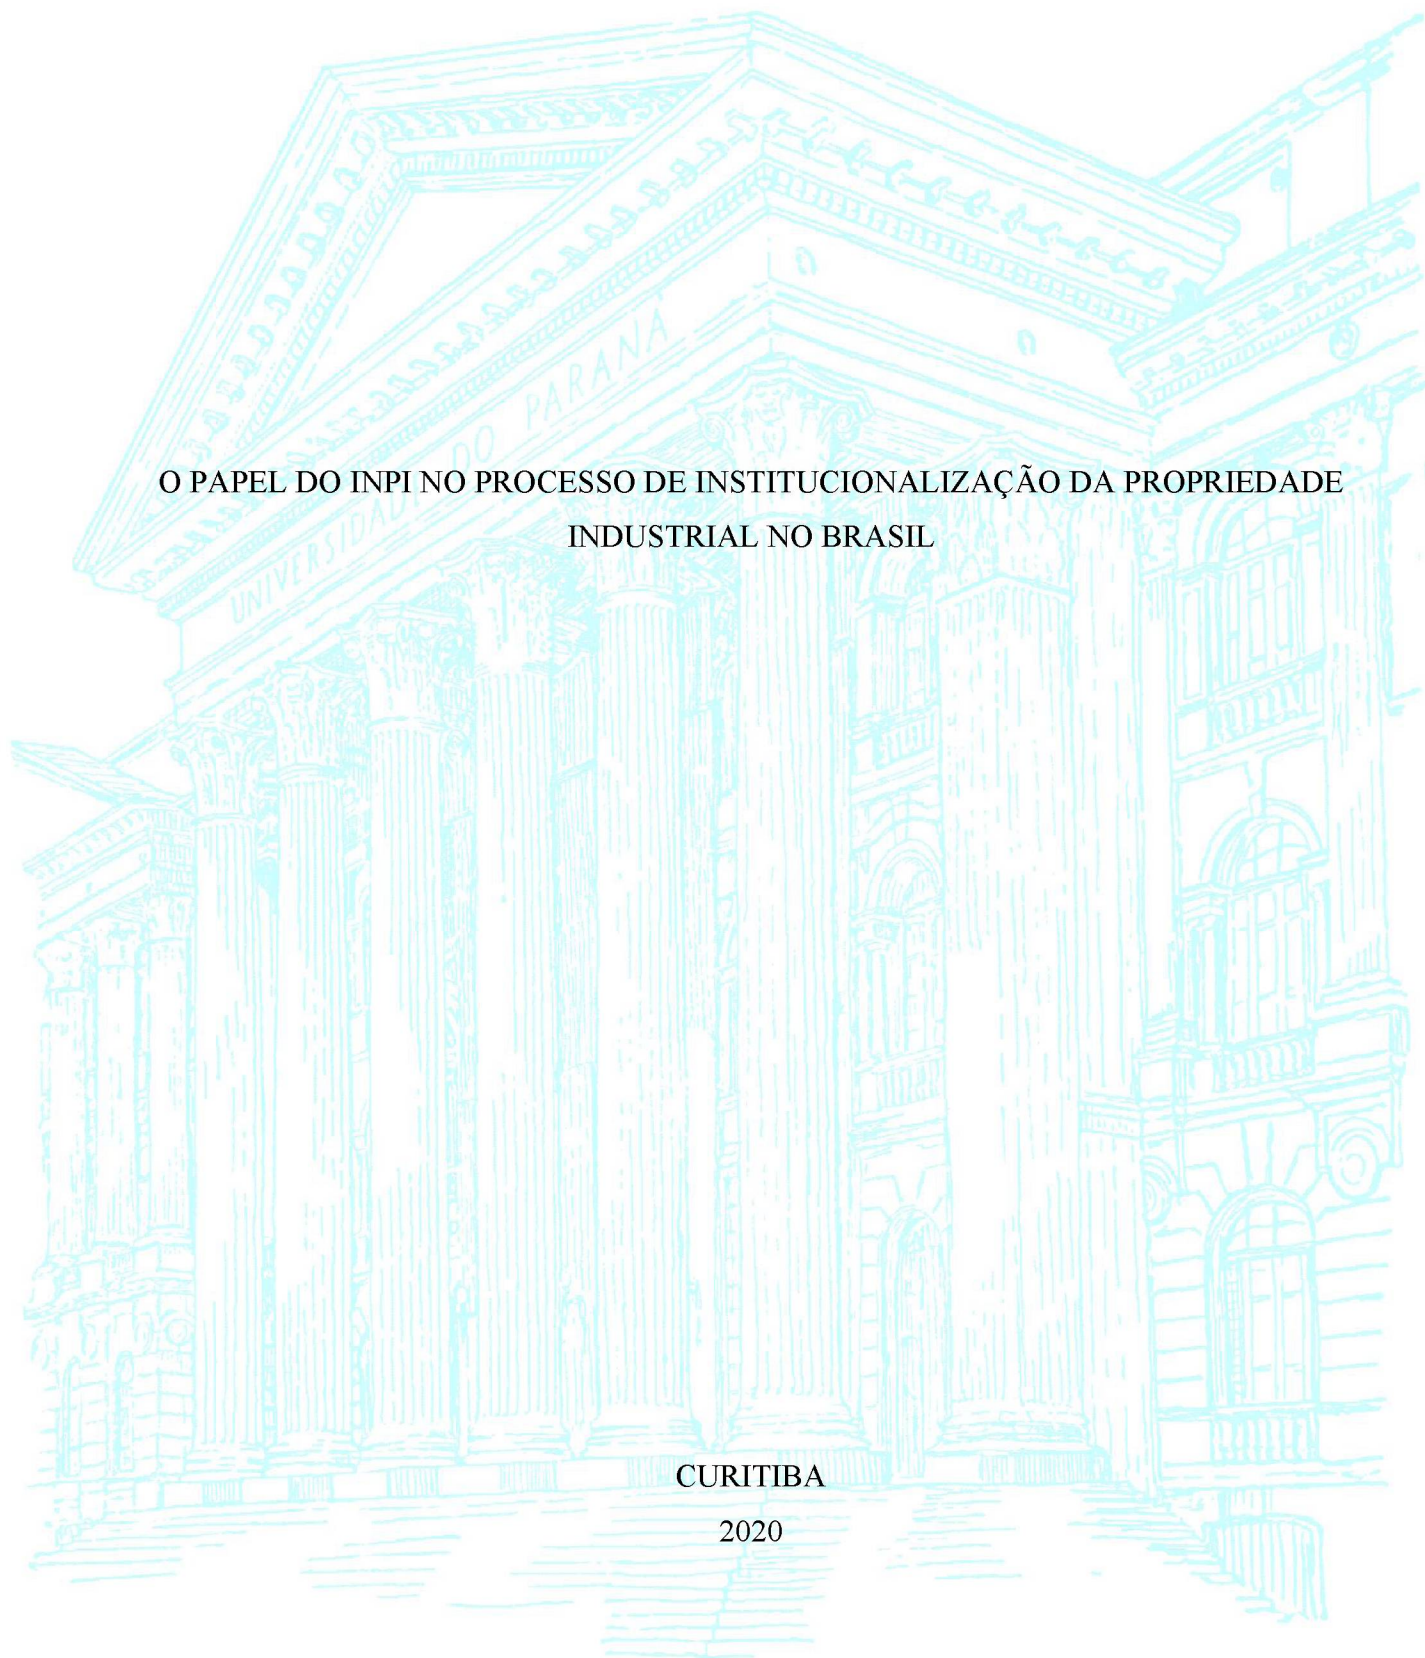 UNIVERSIDADE DO PARANÁ
O PAPEL DO INPI NO PROCESSO DE INSTITUCIONALIZAÇÃO DA PROPRIEDADE
INDUSTRIAL NO BRASIL
CURITIBA
2020